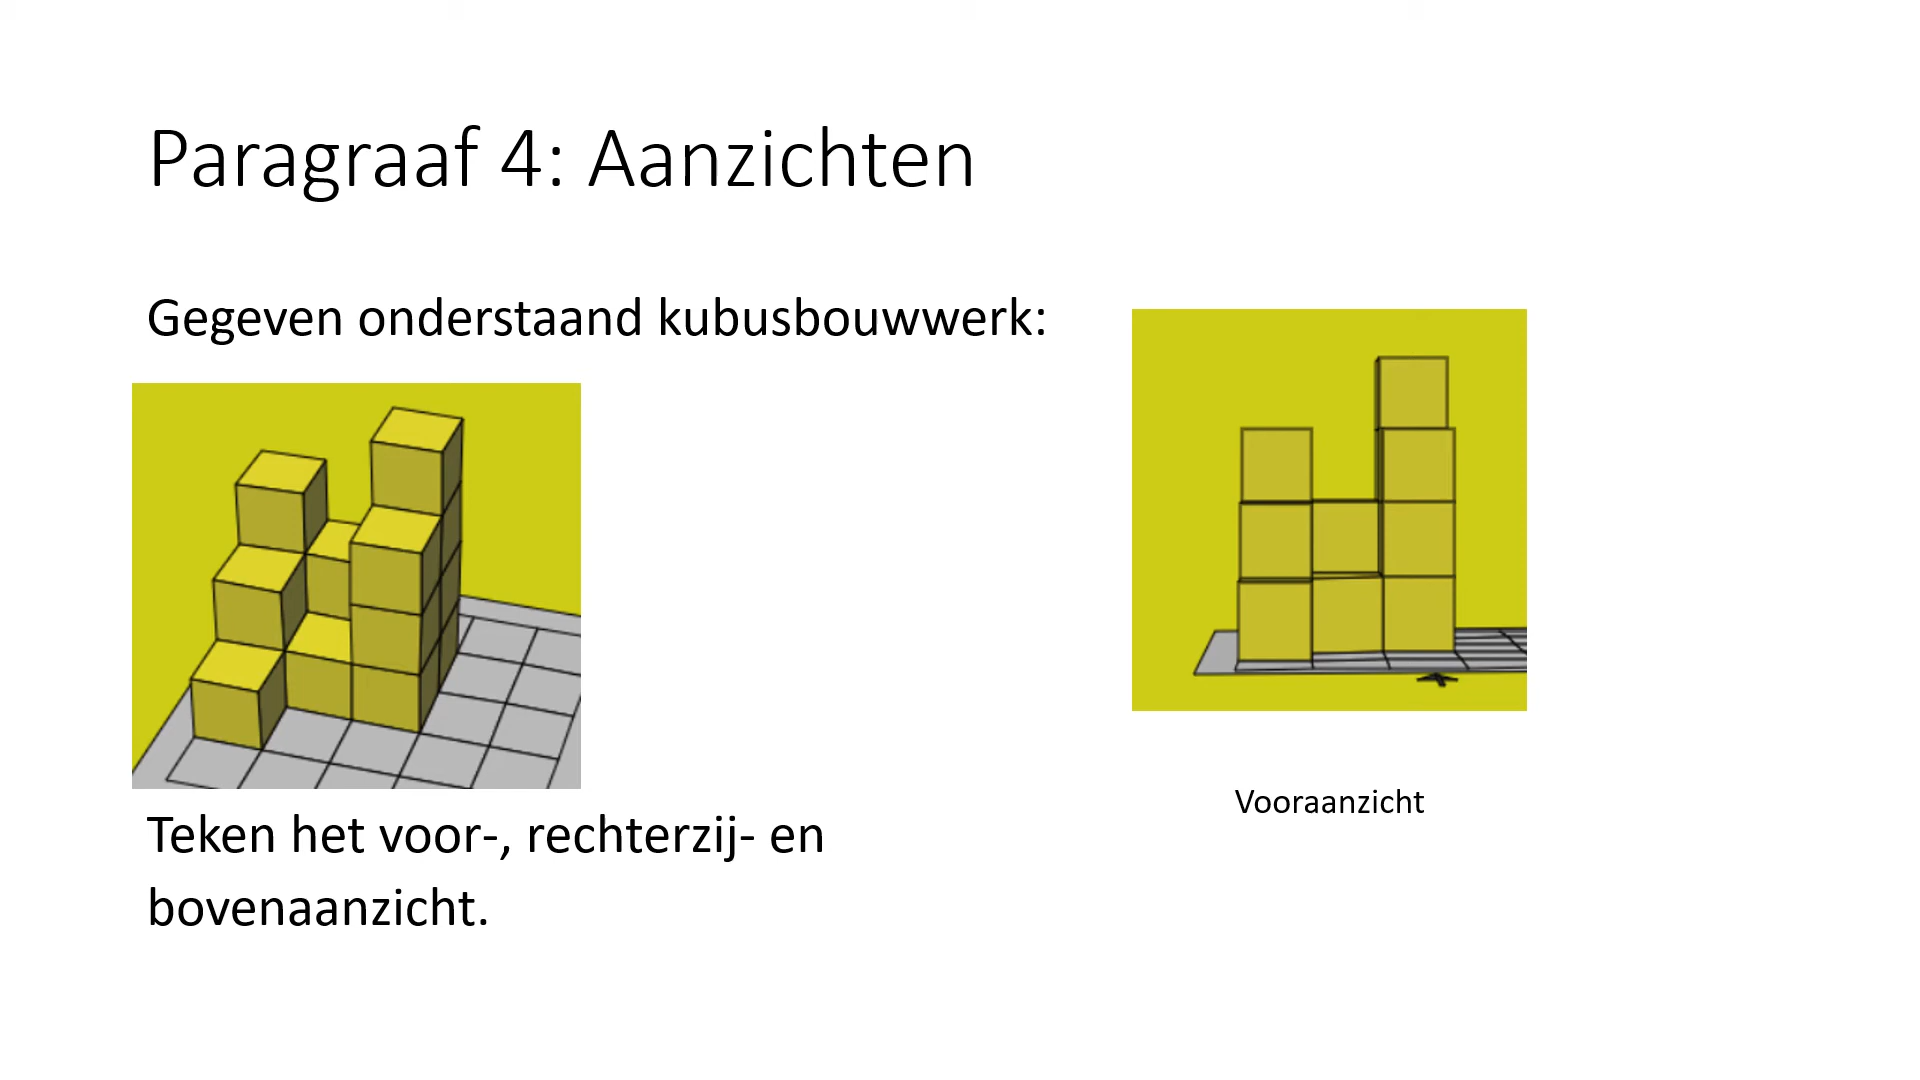 Paragraaf 4: Aanzichten
Gegeven onderstaand kubusbouwwerk:
Teken het voor-, rechterzij- en
bovenaanzicht.
Vooraanzicht